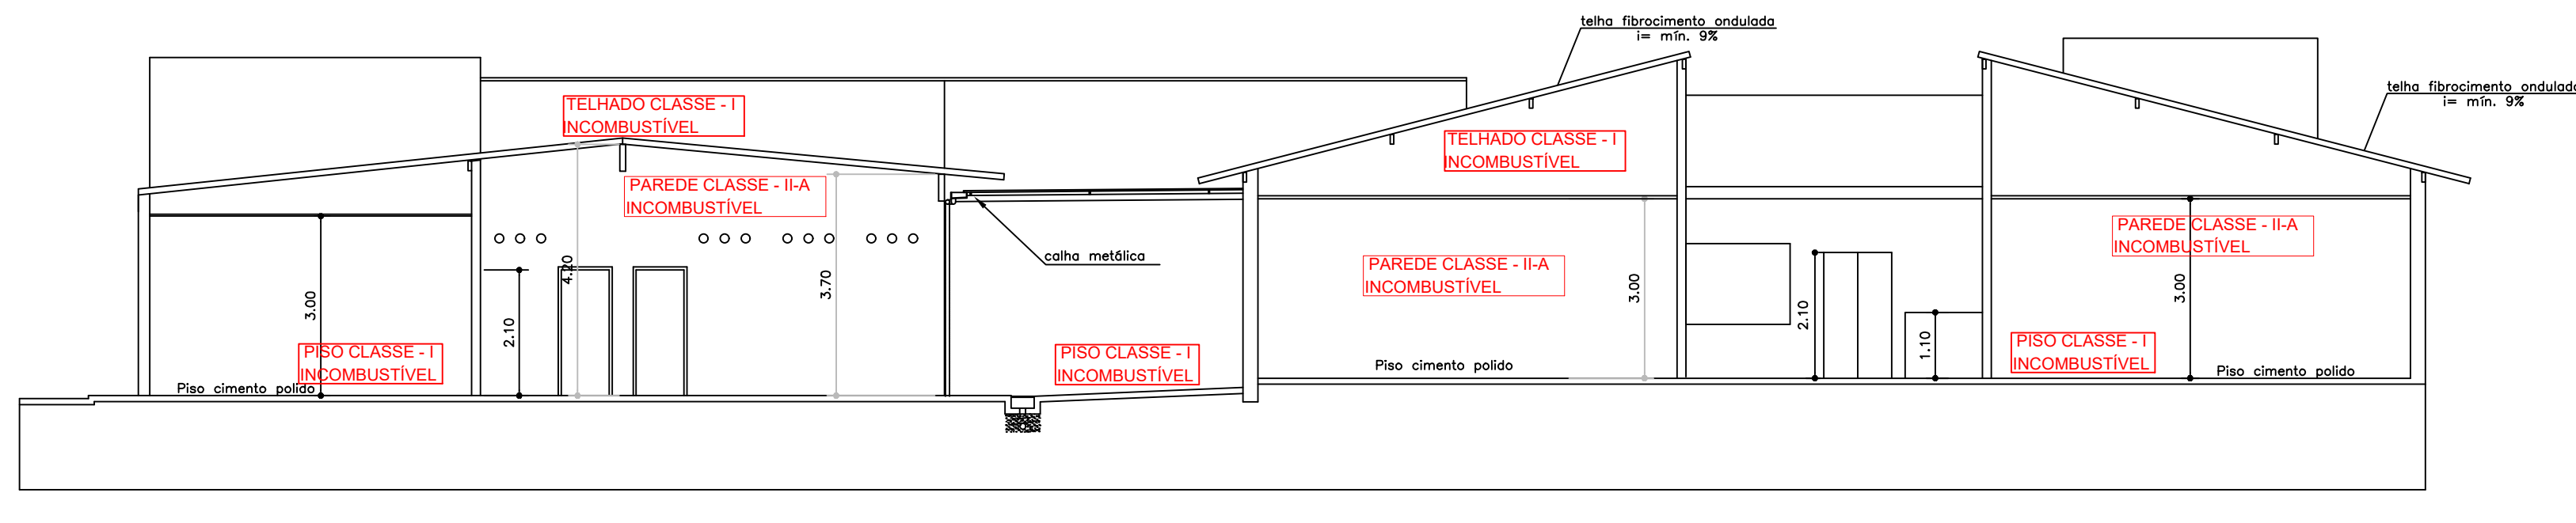 telha fibrocimento ondulada
i= mín. 9%
telha fibrocimento ondulada
i= mín. 9%
TELHADO CLASSE - I
INCOMBUSTÍVEL
TELHADO CLASSE - I
INCOMBUSTÍVEL
PAREDE CLASSE - II-A
INCOMBUSTÍVEL
PAREDE CLASSE - II-A
INCOMBUSTÍVEL
PAREDE CLASSE - II-A
INCOMBUSTÍVEL
calha metálica
4.20
3.70
3.00
2.10
3.00
2.10
1.10
3.00
PISO CLASSE - I
INCOMBUSTÍVEL
PISO CLASSE - I
INCOMBUSTÍVEL
PISO CLASSE - I
INCOMBUSTÍVEL
Piso cimento polido
Piso cimento polido
Piso cimento polido